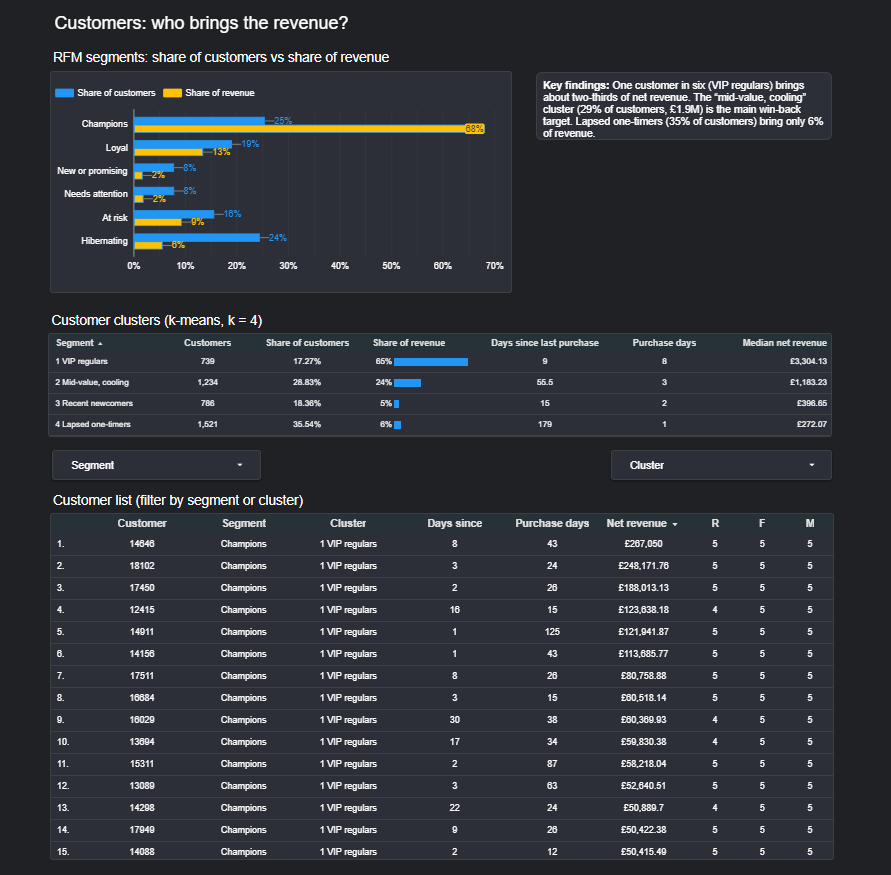 Customers: who brings the revenue?
RFM segments: share of customers vs share of revenue
Share of customers Share of revenue
Champions 25% 68%
Loyal 19% 13%
New or promising 8% 2%
Needs attention 8% 2%
At risk 16% 9%
Hibernating 24% 6%
0% 10% 20% 30% 40% 50% 60% 70%
Key findings: One customer in six (VIP regulars) brings
about two-thirds of net revenue. The "mid-value, cooling"
cluster (29% of customers, £1.9M) is the main win-back
target. Lapsed one-timers (35% of customers) bring only 6%
of revenue.
Customer clusters (k-means, k = 4)
Segment Customers Share of customers Share of revenue Days since last purchase Purchase days Median net revenue
1 VIP regulars 739 17.27% 65% 9 8 £3,304.13
2 Mid-value, cooling 1,234 28.83% 24% 55.5 3 £1,183.23
3 Recent newcomers 786 18.36% 5% 15 2 £396.65
4 Lapsed one-timers 1,521 35.54% 6% 179 1 £272.07
Segment Cluster
Customer list (filter by segment or cluster)
Customer Segment Cluster Days since Purchase days Net revenue R F M
1. 14646 Champions 1 VIP regulars 8 43 £267,050 5 5 5
2. 18102 Champions 1 VIP regulars 3 24 £248,171.76 5 5 5
3. 17450 Champions 1 VIP regulars 2 26 £188,013.13 5 5 5
4. 12415 Champions 1 VIP regulars 16 15 £123,638.18 4 5 5
5. 14911 Champions 1 VIP regulars 1 125 £121,941.87 5 5 5
6. 14156 Champions 1 VIP regulars 1 43 £113,685.77 5 5 5
7. 17511 Champions 1 VIP regulars 8 26 £80,758.88 5 5 5
8. 16684 Champions 1 VIP regulars 3 15 £60,518.14 5 5 5
9. 16029 Champions 1 VIP regulars 30 38 £60,369.93 4 5 5
10. 13694 Champions 1 VIP regulars 17 34 £59,830.38 4 5 5
11. 15311 Champions 1 VIP regulars 2 87 £58,218.04 5 5 5
12. 13089 Champions 1 VIP regulars 3 63 £52,640.51 5 5 5
13. 14298 Champions 1 VIP regulars 22 24 £50,889.7 4 5 5
14. 17949 Champions 1 VIP regulars 9 26 £50,422.38 5 5 5
15. 14088 Champions 1 VIP regulars 2 12 £50,415.49 5 5 5